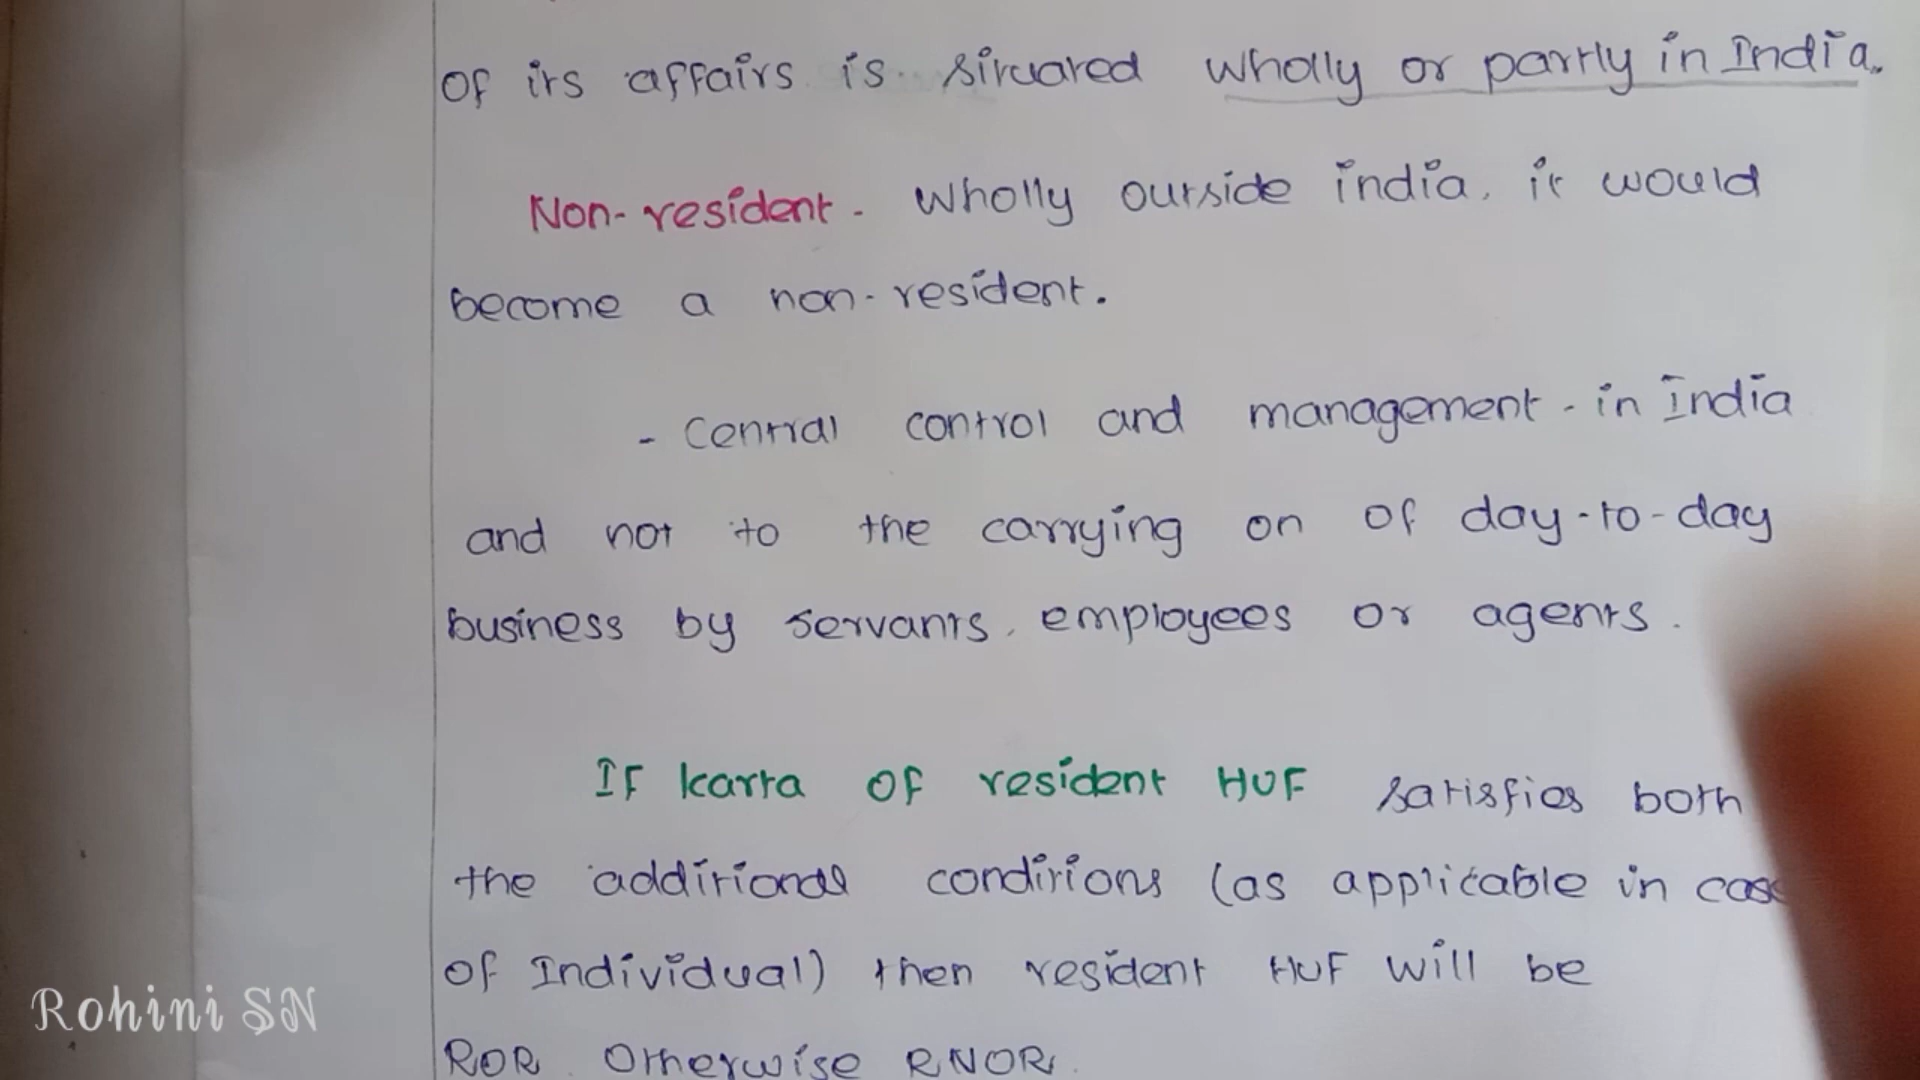 of its affairs is situated wholly or partly in India.
Non-resident - Wholly outside india, it would
become a non-resident.
- Central control and management - in India
and not to the carrying on of day-to-day
business by servants, employees or agents.
If karta of resident HUF satisfies both
the additional conditions (as applicable in case
of Individual) then resident HUF will be
ROR. Otherwise RNOR.
Rohini SN